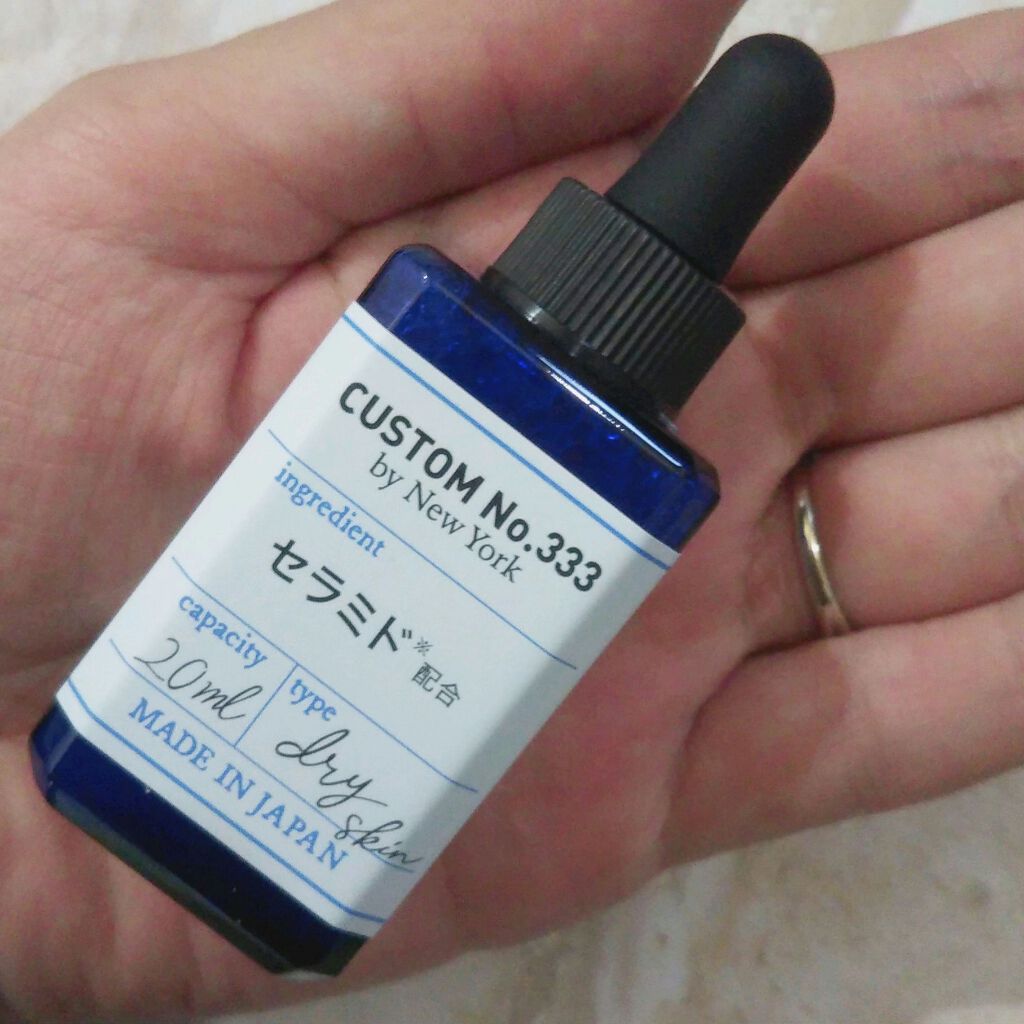 CUSTOM No.333
by New York
ingredient
セラミド※配合
capacity
20ml
type
dry skin
MADE IN JAPAN